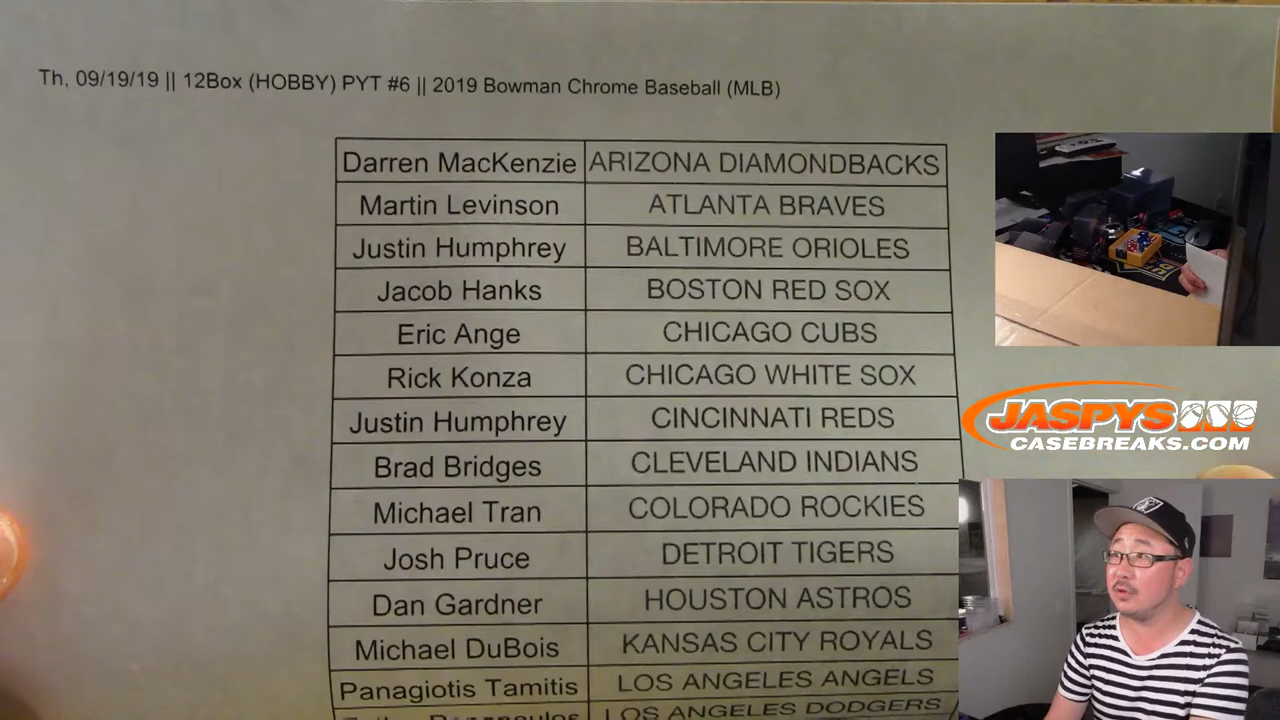 Th, 09/19/19 || 12Box (HOBBY) PYT #6 || 2019 Bowman Chrome Baseball (MLB)
Darren MacKenzie ARIZONA DIAMONDBACKS
Martin Levinson ATLANTA BRAVES
Justin Humphrey BALTIMORE ORIOLES
Jacob Hanks BOSTON RED SOX
Eric Ange CHICAGO CUBS
Rick Konza CHICAGO WHITE SOX
Justin Humphrey CINCINNATI REDS
Brad Bridges CLEVELAND INDIANS
Michael Tran COLORADO ROCKIES
Josh Pruce DETROIT TIGERS
Dan Gardner HOUSTON ASTROS
Michael DuBois KANSAS CITY ROYALS
Panagiotis Tamitis LOS ANGELES ANGELS
LOS ANGELES DODGERS
JASPYS
CASEBREAKS.COM